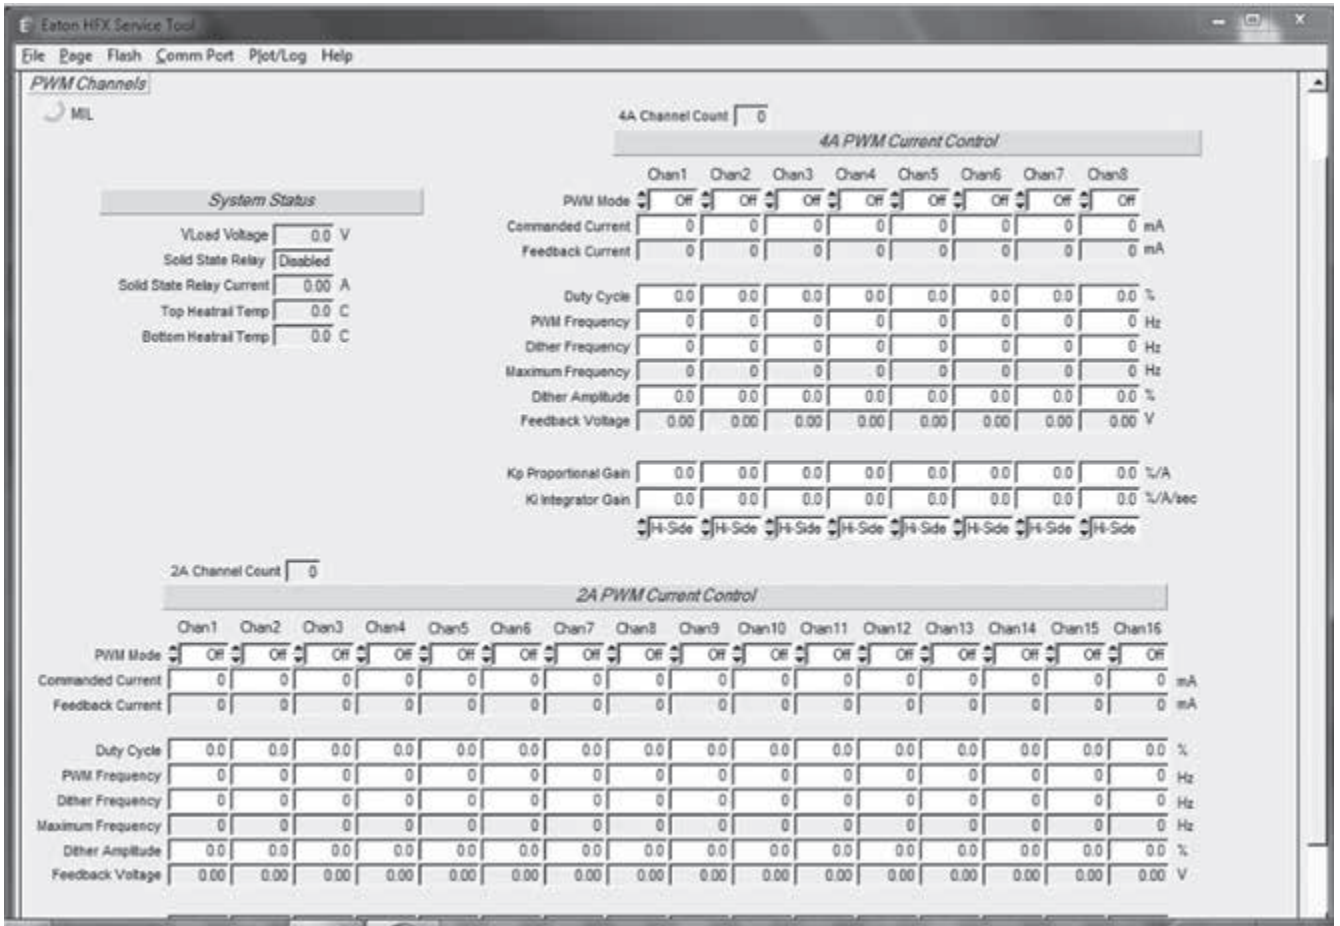 Eaton HFX Service Tool
File Page Flash Comm Port Plot/Log Help
PWM Channels
MIL
4A Channel Count 0
4A PWM Current Control
Chan1 Chan2 Chan3 Chan4 Chan5 Chan6 Chan7 Chan8
PWM Mode Off Off Off Off Off Off Off Off
Commanded Current 0 0 0 0 0 0 0 0 mA
Feedback Current 0 0 0 0 0 0 0 0 mA
Duty Cycle 0.0 0.0 0.0 0.0 0.0 0.0 0.0 0.0 %
PWM Frequency 0 0 0 0 0 0 0 0 Hz
Dither Frequency 0 0 0 0 0 0 0 0 Hz
Maximum Frequency 0 0 0 0 0 0 0 0 Hz
Dither Amplitude 0.0 0.0 0.0 0.0 0.0 0.0 0.0 0.0 %
Feedback Voltage 0.00 0.00 0.00 0.00 0.00 0.00 0.00 0.00 V
Kp Proportional Gain 0.0 0.0 0.0 0.0 0.0 0.0 0.0 0.0 %/A
Ki Integrator Gain 0.0 0.0 0.0 0.0 0.0 0.0 0.0 0.0 %/A/sec
Hi-Side Hi-Side Hi-Side Hi-Side Hi-Side Hi-Side Hi-Side Hi-Side
System Status
VLoad Voltage 0.0 V
Solid State Relay Disabled
Solid State Relay Current 0.00 A
Top Heatrail Temp 0.0 C
Bottom Heatrail Temp 0.0 C
2A Channel Count 0
2A PWM Current Control
Chan1 Chan2 Chan3 Chan4 Chan5 Chan6 Chan7 Chan8 Chan9 Chan10 Chan11 Chan12 Chan13 Chan14 Chan15 Chan16
PWM Mode Off Off Off Off Off Off Off Off Off Off Off Off Off Off Off Off
Commanded Current 0 0 0 0 0 0 0 0 0 0 0 0 0 0 0 0 mA
Feedback Current 0 0 0 0 0 0 0 0 0 0 0 0 0 0 0 0 mA
Duty Cycle 0.0 0.0 0.0 0.0 0.0 0.0 0.0 0.0 0.0 0.0 0.0 0.0 0.0 0.0 0.0 0.0 %
PWM Frequency 0 0 0 0 0 0 0 0 0 0 0 0 0 0 0 0 Hz
Dither Frequency 0 0 0 0 0 0 0 0 0 0 0 0 0 0 0 0 Hz
Maximum Frequency 0 0 0 0 0 0 0 0 0 0 0 0 0 0 0 0 Hz
Dither Amplitude 0.0 0.0 0.0 0.0 0.0 0.0 0.0 0.0 0.0 0.0 0.0 0.0 0.0 0.0 0.0 0.0 %
Feedback Voltage 0.00 0.00 0.00 0.00 0.00 0.00 0.00 0.00 0.00 0.00 0.00 0.00 0.00 0.00 0.00 0.00 V